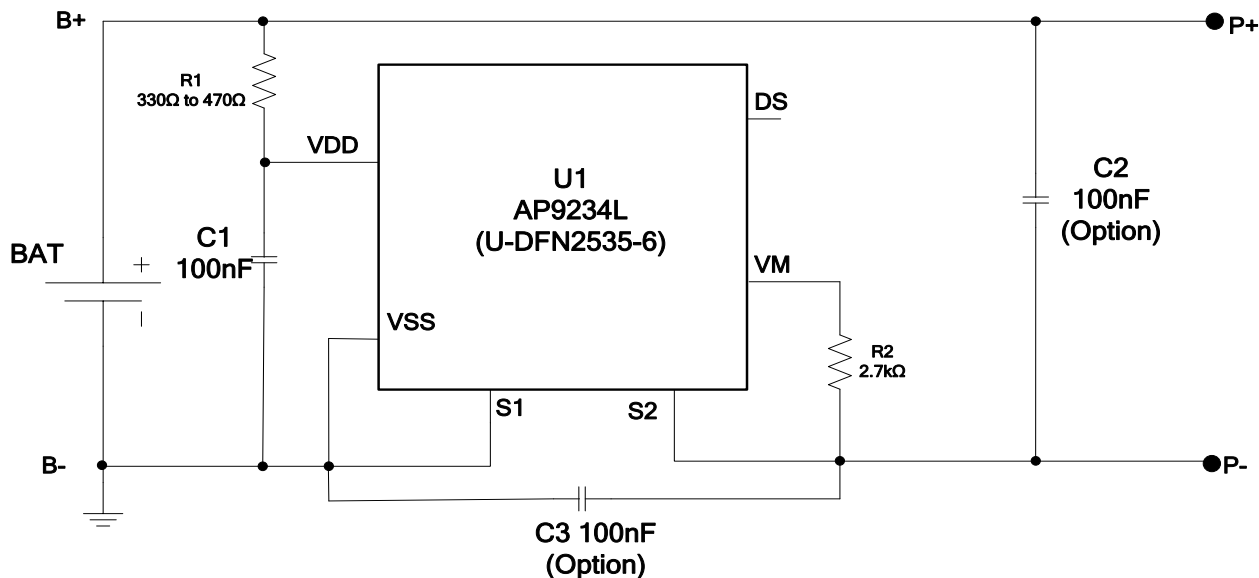 B+
P+
R1
330Ω to 470Ω
DS
VDD
U1
AP9234L
(U-DFN2535-6)
C2
100nF
(Option)
C1
100nF
BAT
+
VM
VSS
R2
2.7kΩ
S1
S2
B-
P-
C3 100nF
(Option)